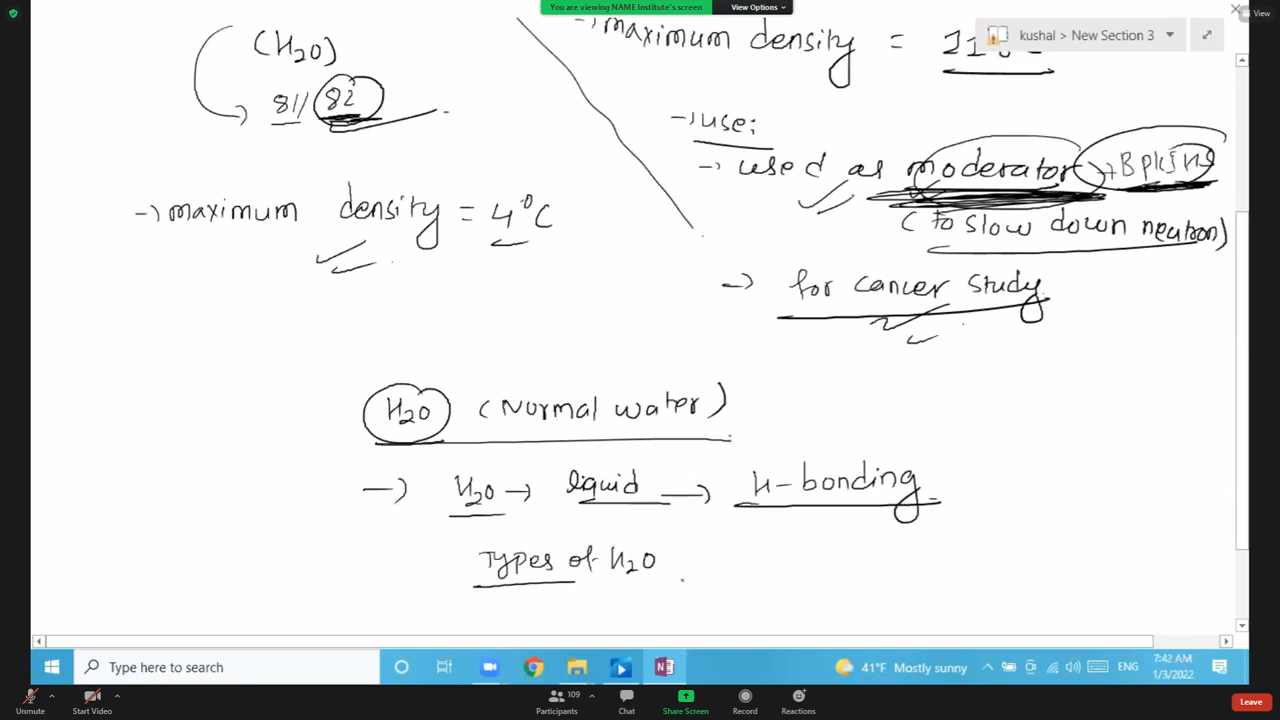 You are viewing NAME Institute's screen
View Options
View
kushal > New Section 3
(H₂O)
81// 82
→ maximum density =
→ use:
→ used as moderator → BPKIHS
(to slow down neutron)
→ maximum density = 4°C
→ for cancer study
H₂O (Normal water)
→ H₂O → liquid → H-bonding
Types of H₂O
Type here to search
41°F Mostly sunny
ENG
7:42 AM
1/3/2022
Unmute
Start Video
109
Participants
Chat
Share Screen
Record
Reactions
Leave